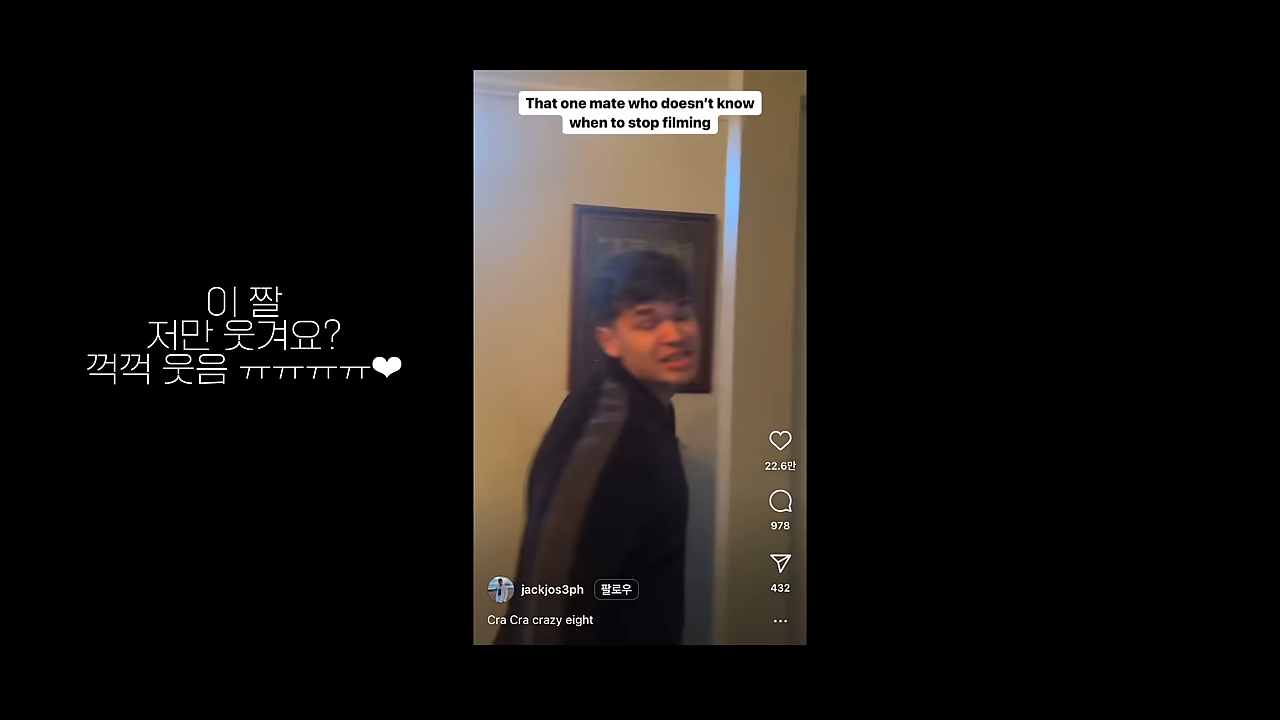 이 짤
저만 웃겨요?
꺽꺽 웃음 ㅠㅠㅠㅠ❤
That one mate who doesn’t know
when to stop filming
22.6만
978
432
jackjos3ph 팔로우
Cra Cra crazy eight